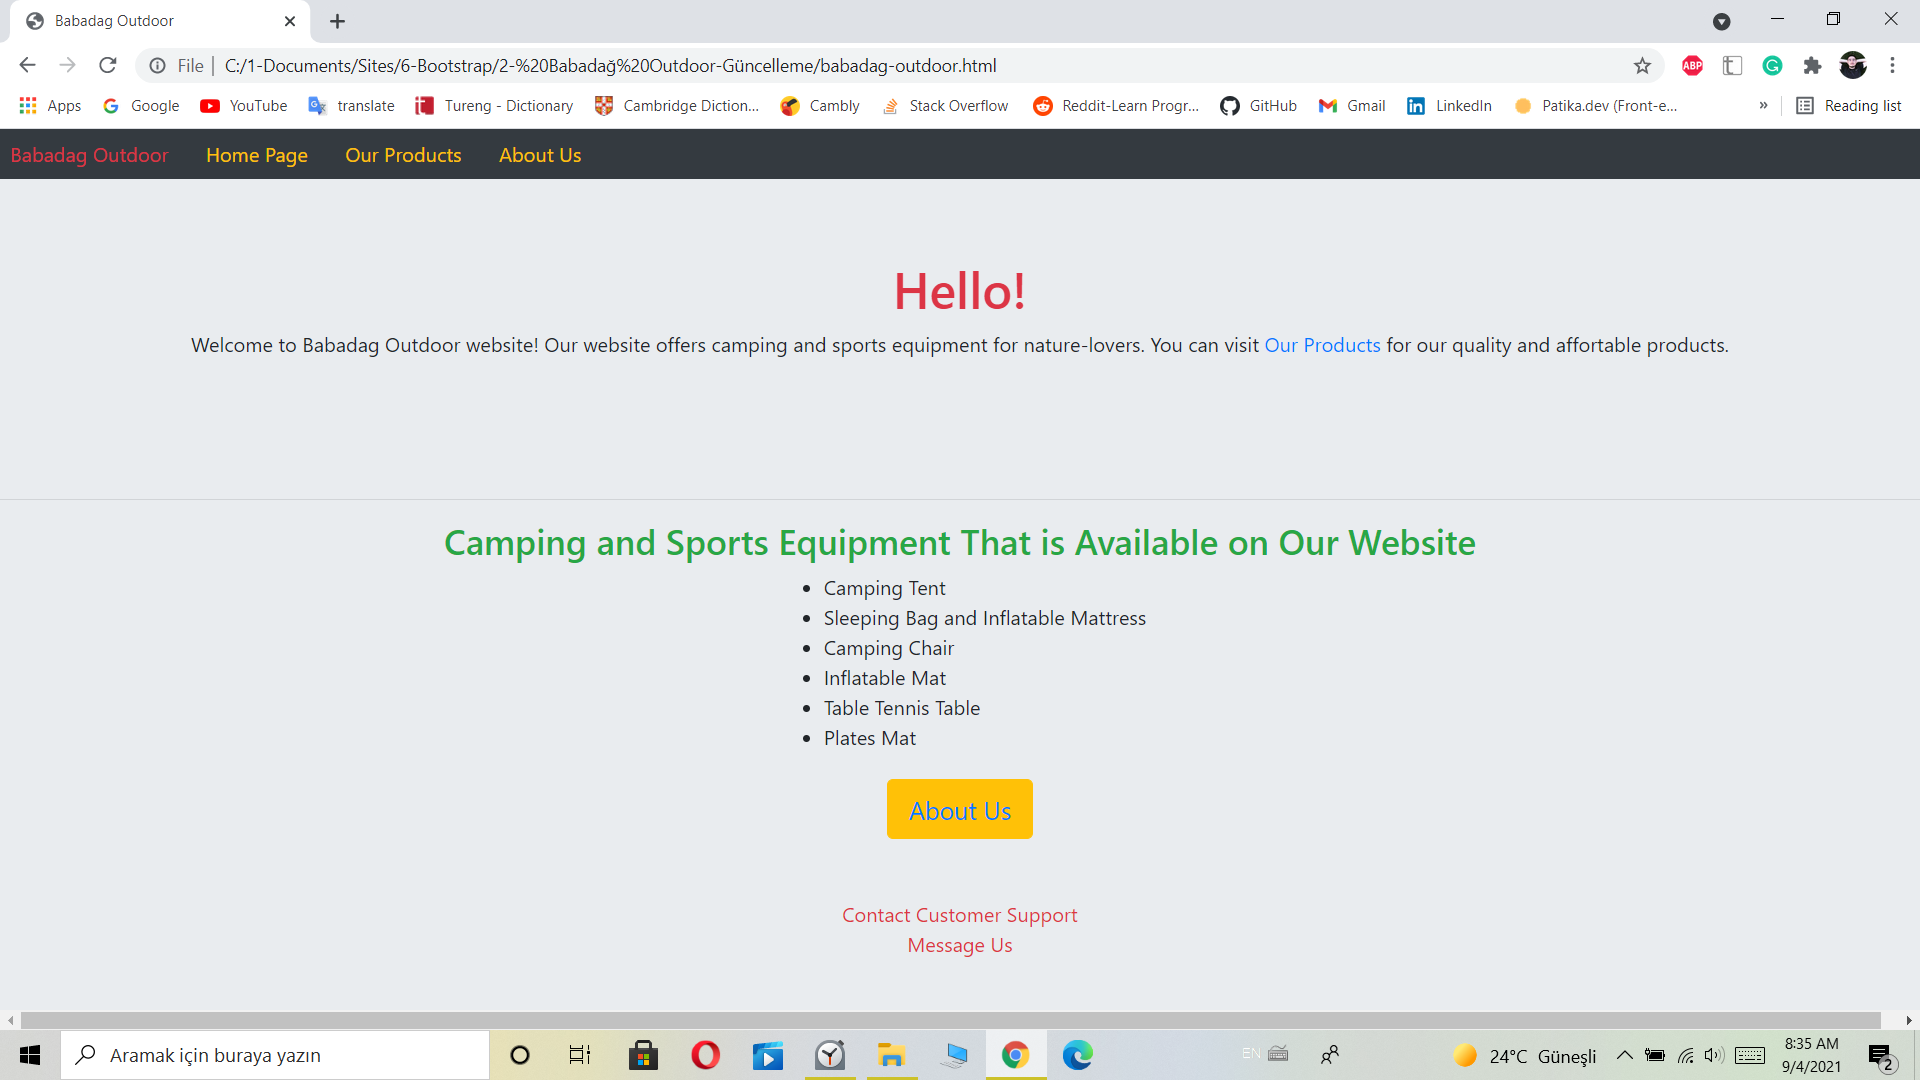 Babadag Outdoor
File | C:/1-Documents/Sites/6-Bootstrap/2-%20Babadağ%20Outdoor-Güncelleme/babadag-outdoor.html
ABP
Apps Google YouTube translate Tureng - Dictionary Cambridge Diction... Cambly Stack Overflow Reddit-Learn Progr... GitHub Gmail LinkedIn Patika.dev (Front-e... » Reading list
Babadag Outdoor Home Page Our Products About Us
Hello!
Welcome to Babadag Outdoor website! Our website offers camping and sports equipment for nature-lovers. You can visit Our Products for our quality and affortable products.
Camping and Sports Equipment That is Available on Our Website
• Camping Tent
• Sleeping Bag and Inflatable Mattress
• Camping Chair
• Inflatable Mat
• Table Tennis Table
• Plates Mat
About Us
Contact Customer Support
Message Us
Aramak için buraya yazın
EN
24°C Güneşli
8:35 AM
9/4/2021
2